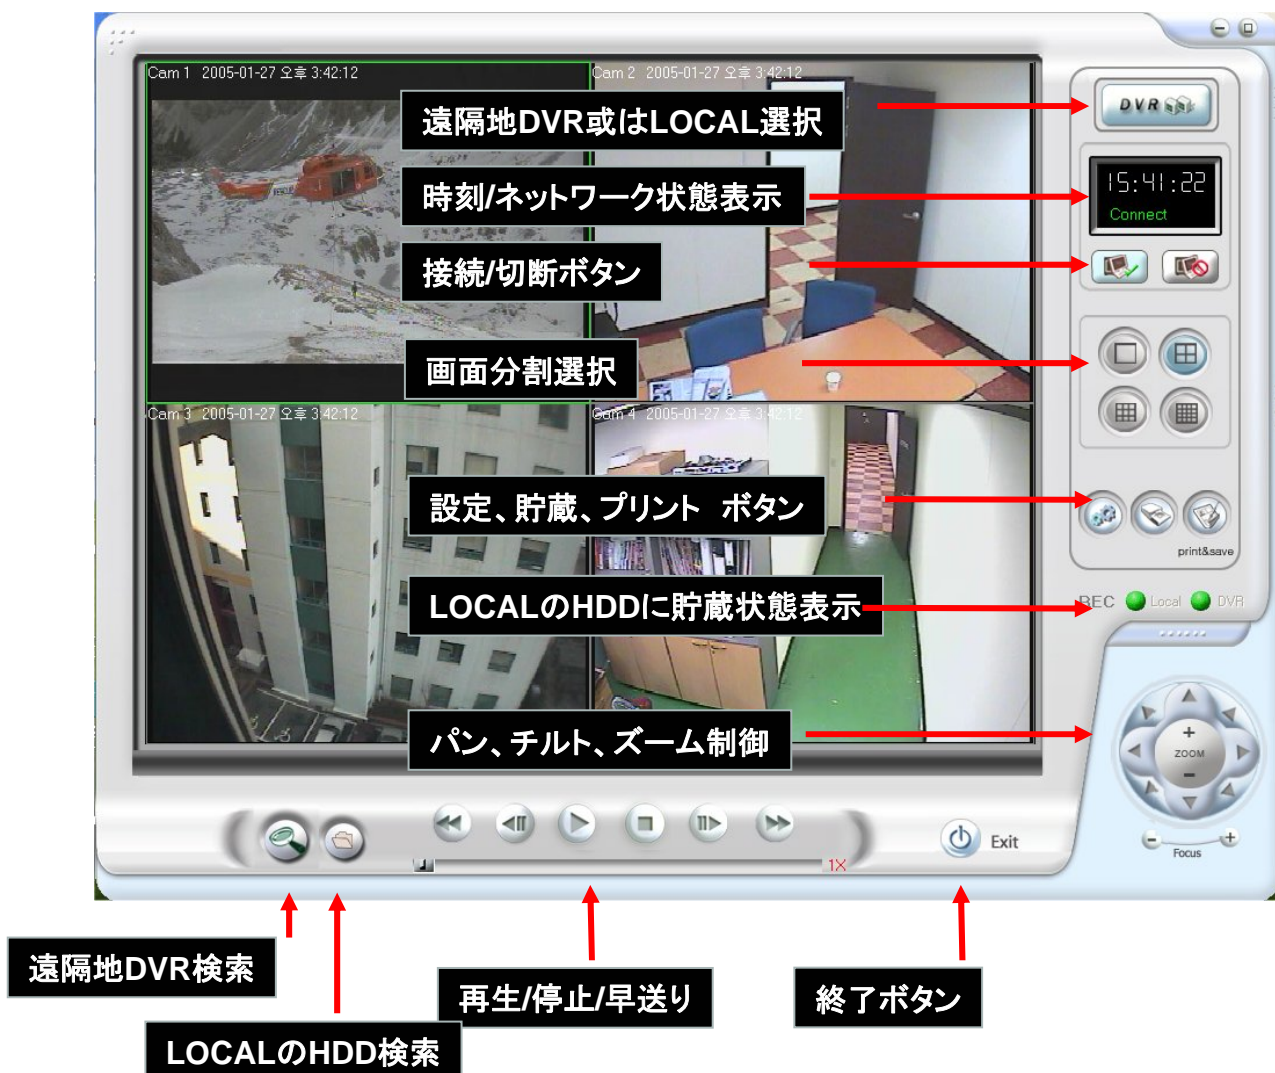 Cam 1 2005-01-27 오후 3:42:12
Cam 2 2005-01-27 오후 3:42:12
遠隔地DVR或はLOCAL選択
DVR
時刻/ネットワーク状態表示
15:41:22
Connect
接続/切断ボタン
画面分割選択
Cam 3 2005-01-27 오후 3:42:12
Cam 4 2005-01-27 오후 3:42:12
設定、貯蔵、プリント ボタン
print&save
LOCALのHDDに貯蔵状態表示
REC Local DVR
パン、チルト、ズーム制御
+
ZOOM
-
Exit
- +
Focus
1X
遠隔地DVR検索
再生/停止/早送り
終了ボタン
LOCALのHDD検索